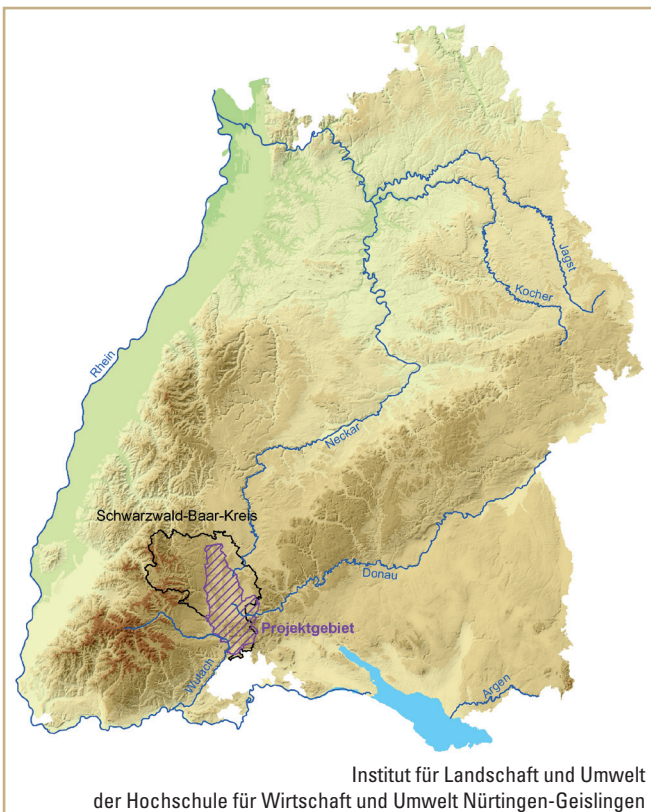 Jagst
Kocher
Rhein
Neckar
Schwarzwald-Baar-Kreis
Donau
Projektgebiet
Wutach
Argen
Institut für Landschaft und Umwelt
der Hochschule für Wirtschaft und Umwelt Nürtingen-Geislingen